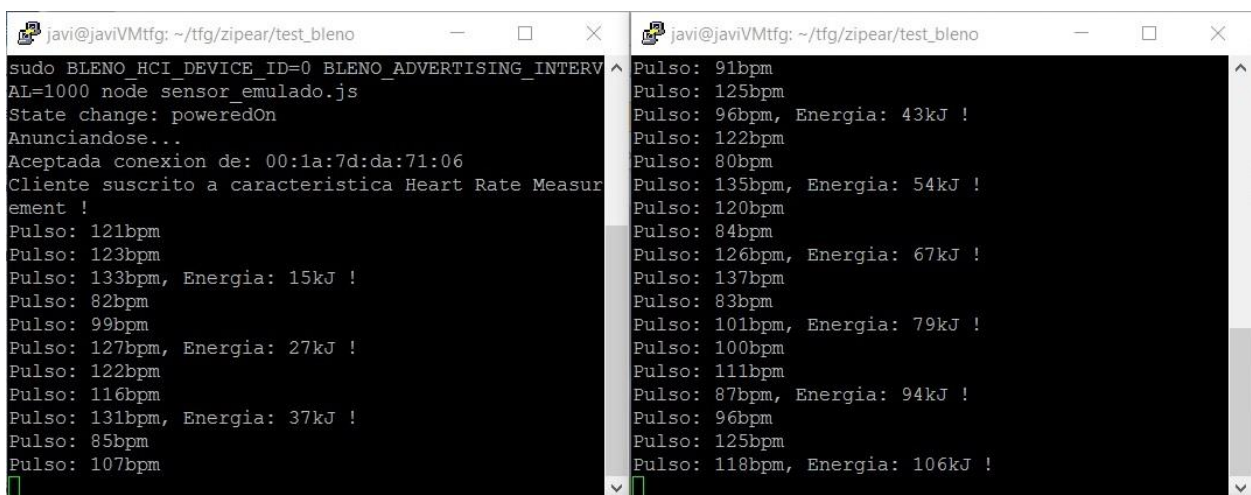 javi@javiVMtfg: ~/tfg/zipear/test_bleno
sudo BLENO_HCI_DEVICE_ID=0 BLENO_ADVERTISING_INTERV
AL=1000 node sensor_emulado.js
State change: poweredOn
Anunciandose...
Aceptada conexion de: 00:1a:7d:da:71:06
Cliente suscrito a caracteristica Heart Rate Measur
ement !
Pulso: 121bpm
Pulso: 123bpm
Pulso: 133bpm, Energia: 15kJ !
Pulso: 82bpm
Pulso: 99bpm
Pulso: 127bpm, Energia: 27kJ !
Pulso: 122bpm
Pulso: 116bpm
Pulso: 131bpm, Energia: 37kJ !
Pulso: 85bpm
Pulso: 107bpm
javi@javiVMtfg: ~/tfg/zipear/test_bleno
Pulso: 91bpm
Pulso: 125bpm
Pulso: 96bpm, Energia: 43kJ !
Pulso: 122bpm
Pulso: 80bpm
Pulso: 135bpm, Energia: 54kJ !
Pulso: 120bpm
Pulso: 84bpm
Pulso: 126bpm, Energia: 67kJ !
Pulso: 137bpm
Pulso: 83bpm
Pulso: 101bpm, Energia: 79kJ !
Pulso: 100bpm
Pulso: 111bpm
Pulso: 87bpm, Energia: 94kJ !
Pulso: 96bpm
Pulso: 125bpm
Pulso: 118bpm, Energia: 106kJ !